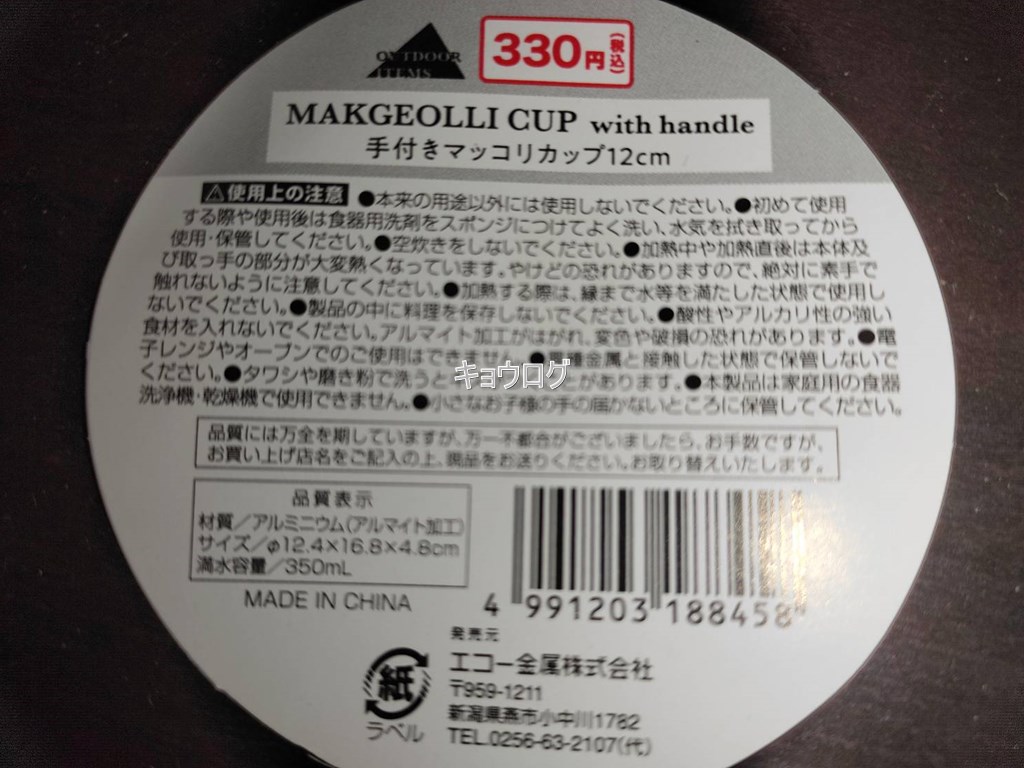 OUTDOOR
ITEMS
330円(税込)
MAKGEOLLI CUP with handle
手付きマッコリカップ12cm
⚠使用上の注意 ●本来の用途以外には使用しないでください。●初めて使用
する際や使用後は食器用洗剤をスポンジにつけてよく洗い、水気を拭き取ってから
使用・保管してください。●空炊きをしないでください。●加熱中や加熱直後は本体及
び取っ手の部分が大変熱くなっています。やけどの恐れがありますので、絶対に素手で
触れないように注意してください。●加熱する際は、縁まで水等を満たした状態で使用し
ないでください。●製品の中に料理を保存しないでください。●酸性やアルカリ性の強い
食材を入れないでください。アルマイト加工がはがれ、変色や破損の恐れがあります。●電
子レンジやオーブンでのご使用はできません。●異種金属と接触した状態で保管しないで
ください。●タワシや磨き粉で洗うと
キョウログ
とがあります。●本製品は家庭用の食器
洗浄機・乾燥機で使用できません。●小さなお子様の手の届かないところに保管してください。
品質には万全を期していますが、万一不都合がございましたら、お手数ですが、
お買い上げ店名をご記入の上、現品をお送りください。お取り替えいたします。
品質表示
材質/アルミニウム(アルマイト加工)
サイズ/φ12.4×16.8×4.8cm
満水容量/350mL
MADE IN CHINA
4 991203 188458
発売元
エコー金属株式会社
〒959-1211
新潟県燕市小中川1782
TEL.0256-63-2107(代)
紙
ラベル